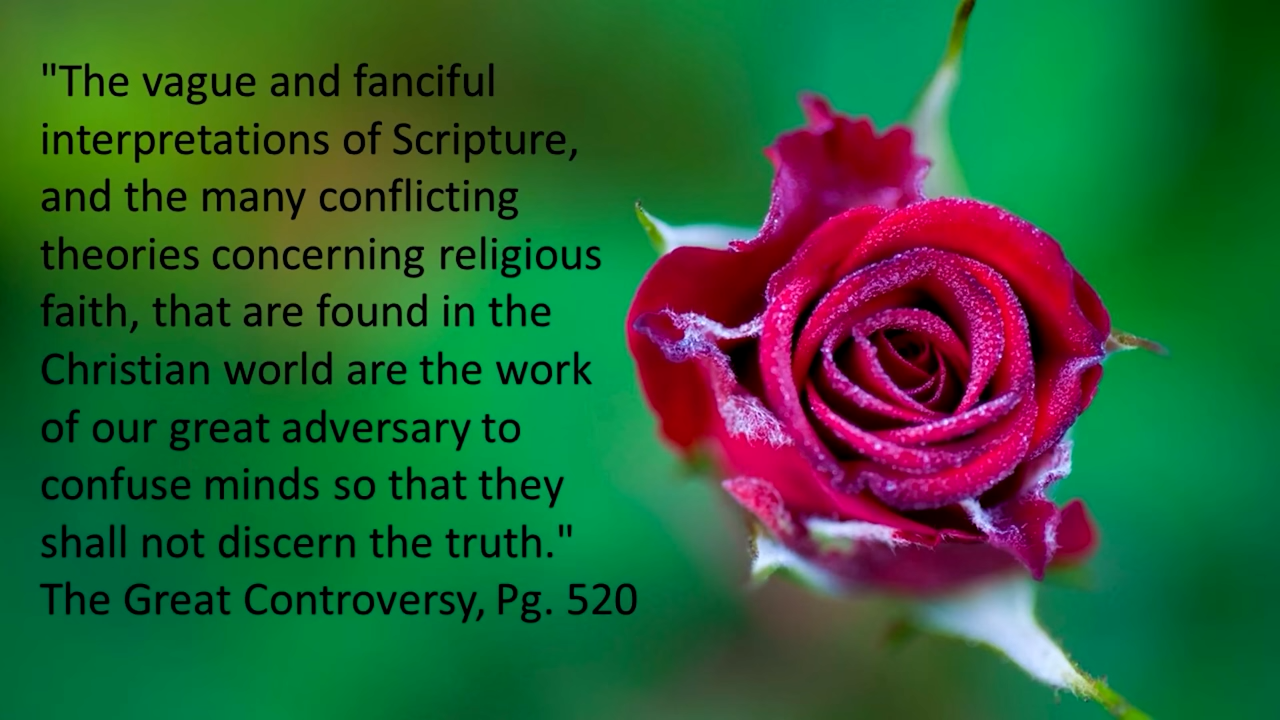 "The vague and fanciful
interpretations of Scripture,
and the many conflicting
theories concerning religious
faith, that are found in the
Christian world are the work
of our great adversary to
confuse minds so that they
shall not discern the truth."
The Great Controversy, Pg. 520